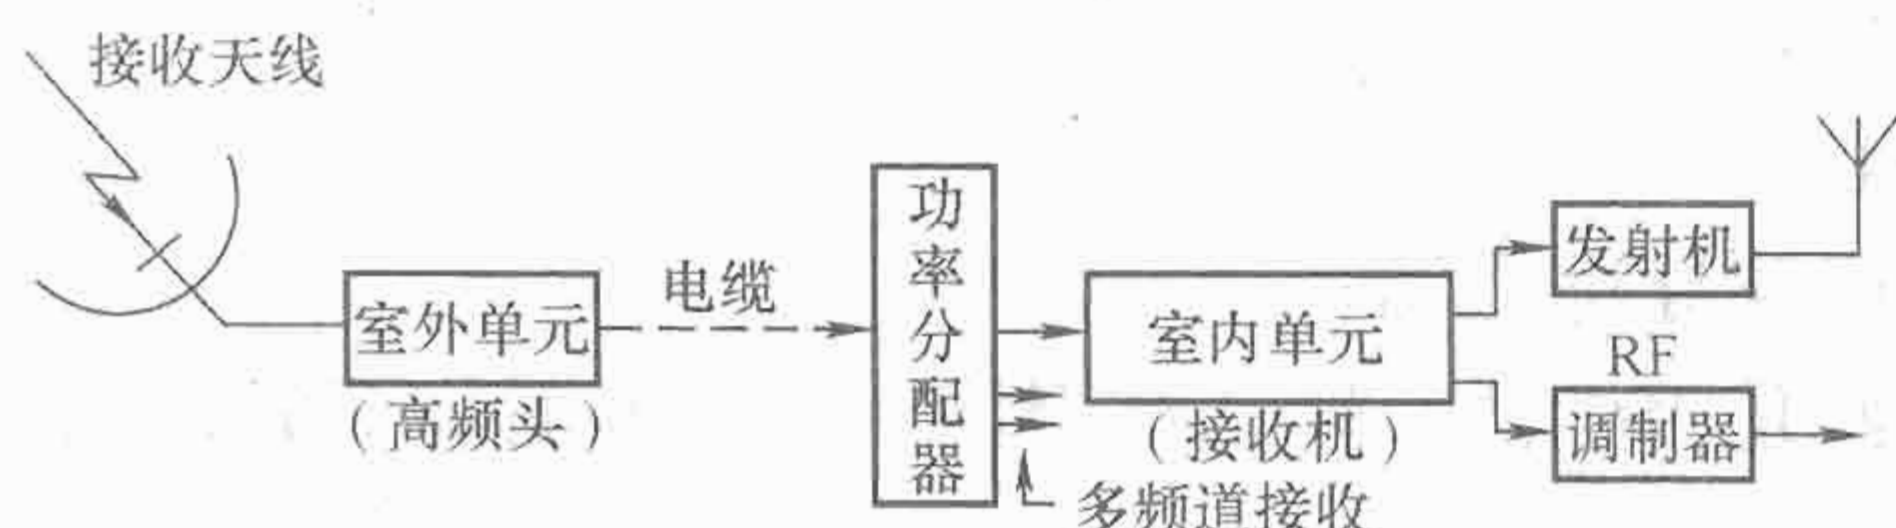 接收天线
室外单元
(高频头)
电缆
功率分配器
室内单元
(接收机)
多频道接收
发射机
RF
调制器